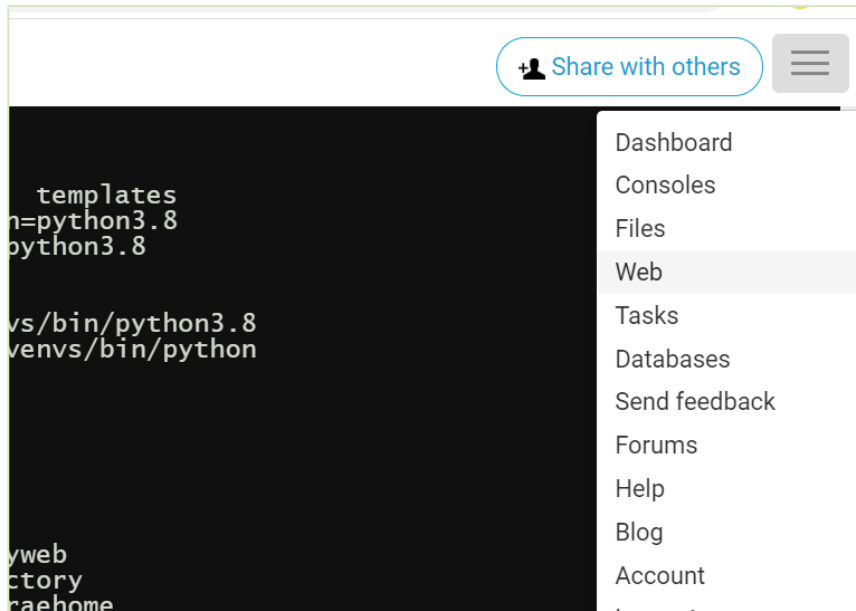 Share with others
templates
n=python3.8
python3.8
vs/bin/python3.8
venvs/bin/python
yweb
ctory
raehome
Dashboard
Consoles
Files
Web
Tasks
Databases
Send feedback
Forums
Help
Blog
Account